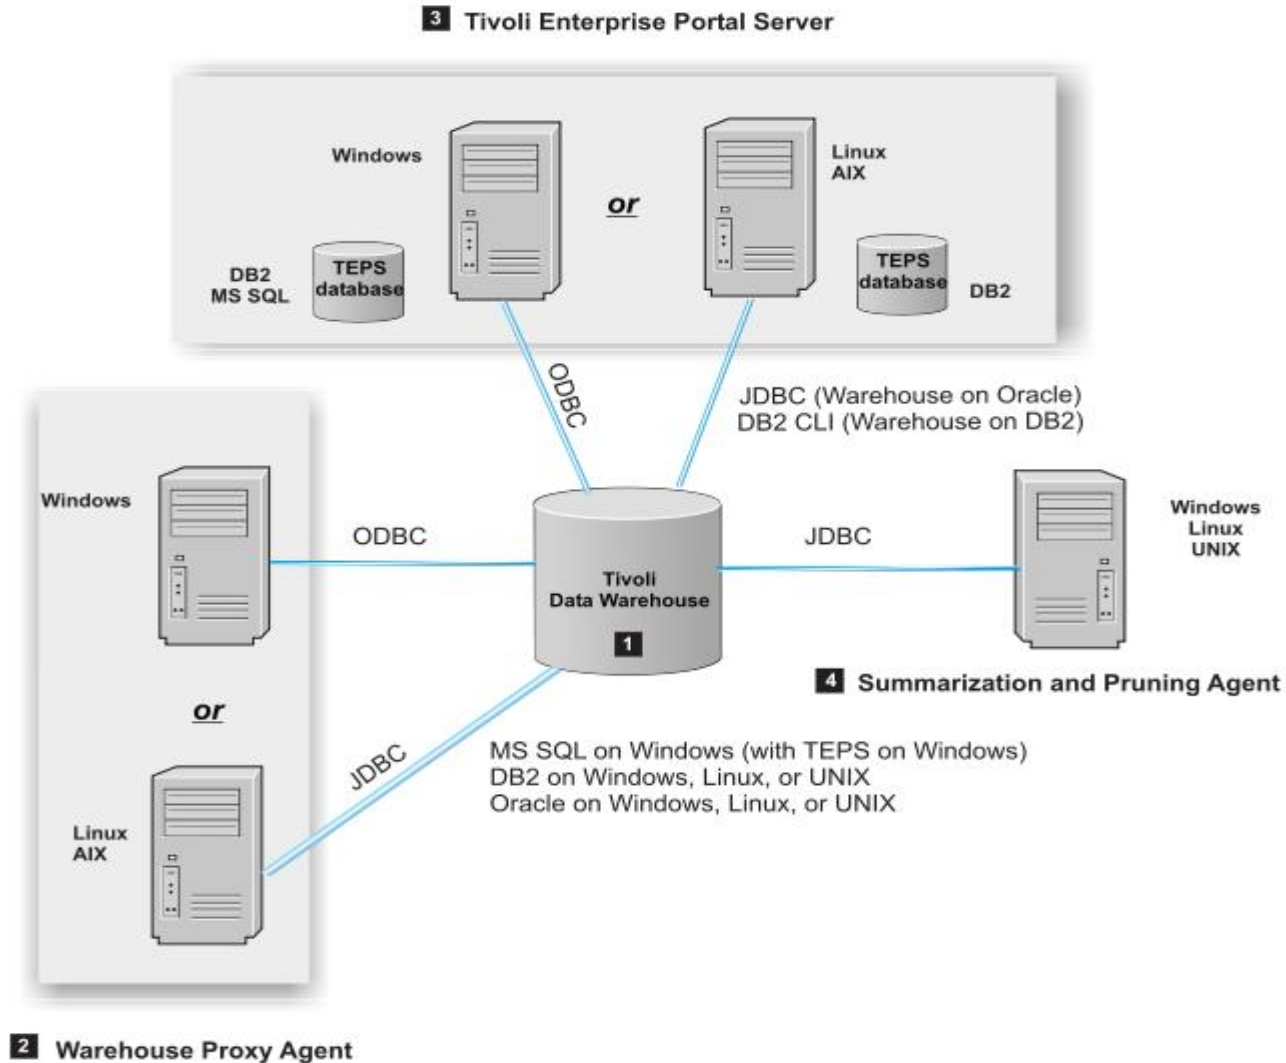 3 Tivoli Enterprise Portal Server
Windows
or
Linux
AIX
DB2
MS SQL
TEPS
database
TEPS
database
DB2
ODBC
JDBC (Warehouse on Oracle)
DB2 CLI (Warehouse on DB2)
Windows
ODBC
Tivoli
Data Warehouse
1
JDBC
Windows
Linux
UNIX
4 Summarization and Pruning Agent
or
JDBC
MS SQL on Windows (with TEPS on Windows)
DB2 on Windows, Linux, or UNIX
Oracle on Windows, Linux, or UNIX
Linux
AIX
2 Warehouse Proxy Agent